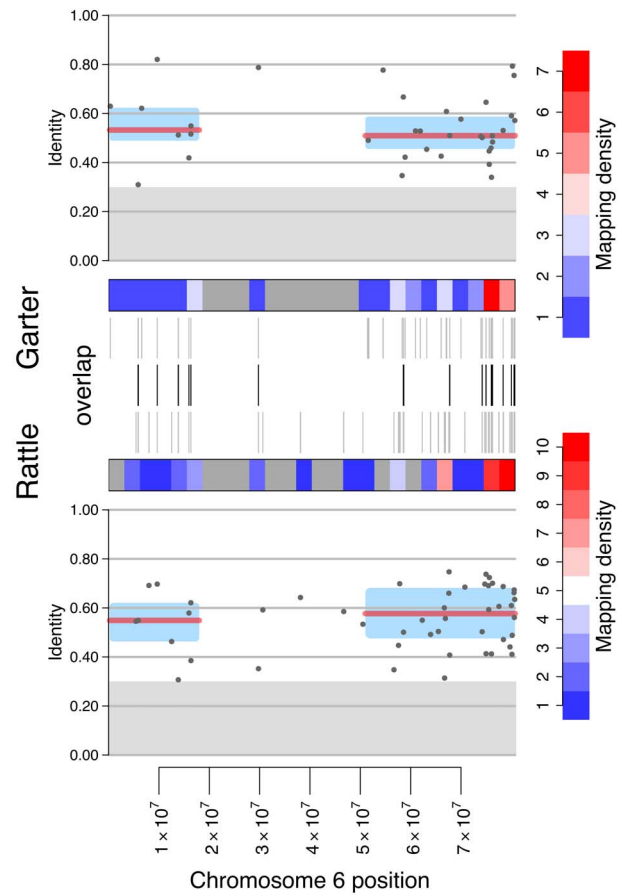 1.00
0.80
0.60
0.40
0.20
0.00
Identity
7
6
5
4
3
2
1
Mapping density
Garter
overlap
Rattle
10
9
8
7
6
5
4
3
2
1
Mapping density
1.00
0.80
0.60
0.40
0.20
0.00
Identity
1 × 10⁷
2 × 10⁷
3 × 10⁷
4 × 10⁷
5 × 10⁷
6 × 10⁷
7 × 10⁷
Chromosome 6 position